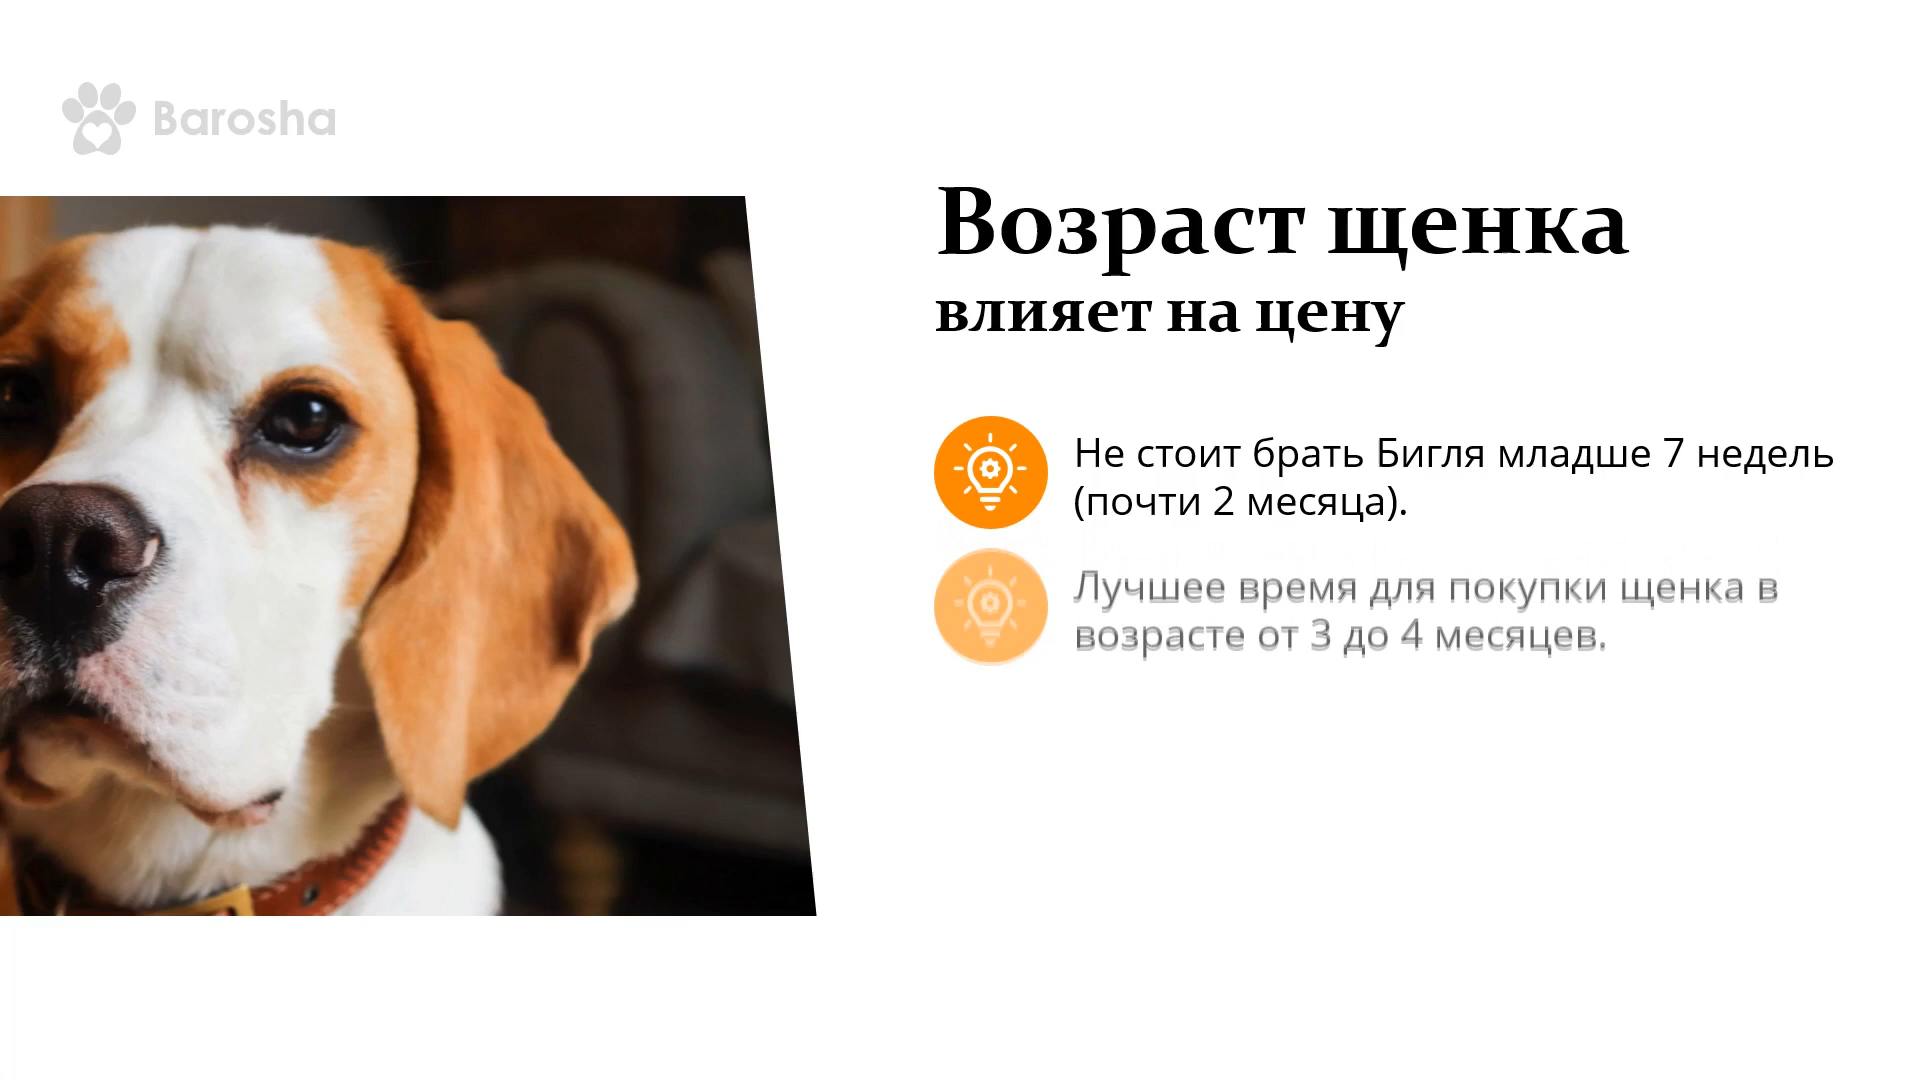 Barosha
Возраст щенка
влияет на цену
Не стоит брать Бигля младше 7 недель
(почти 2 месяца).
Лучшее время для покупки щенка в
возрасте от 3 до 4 месяцев.